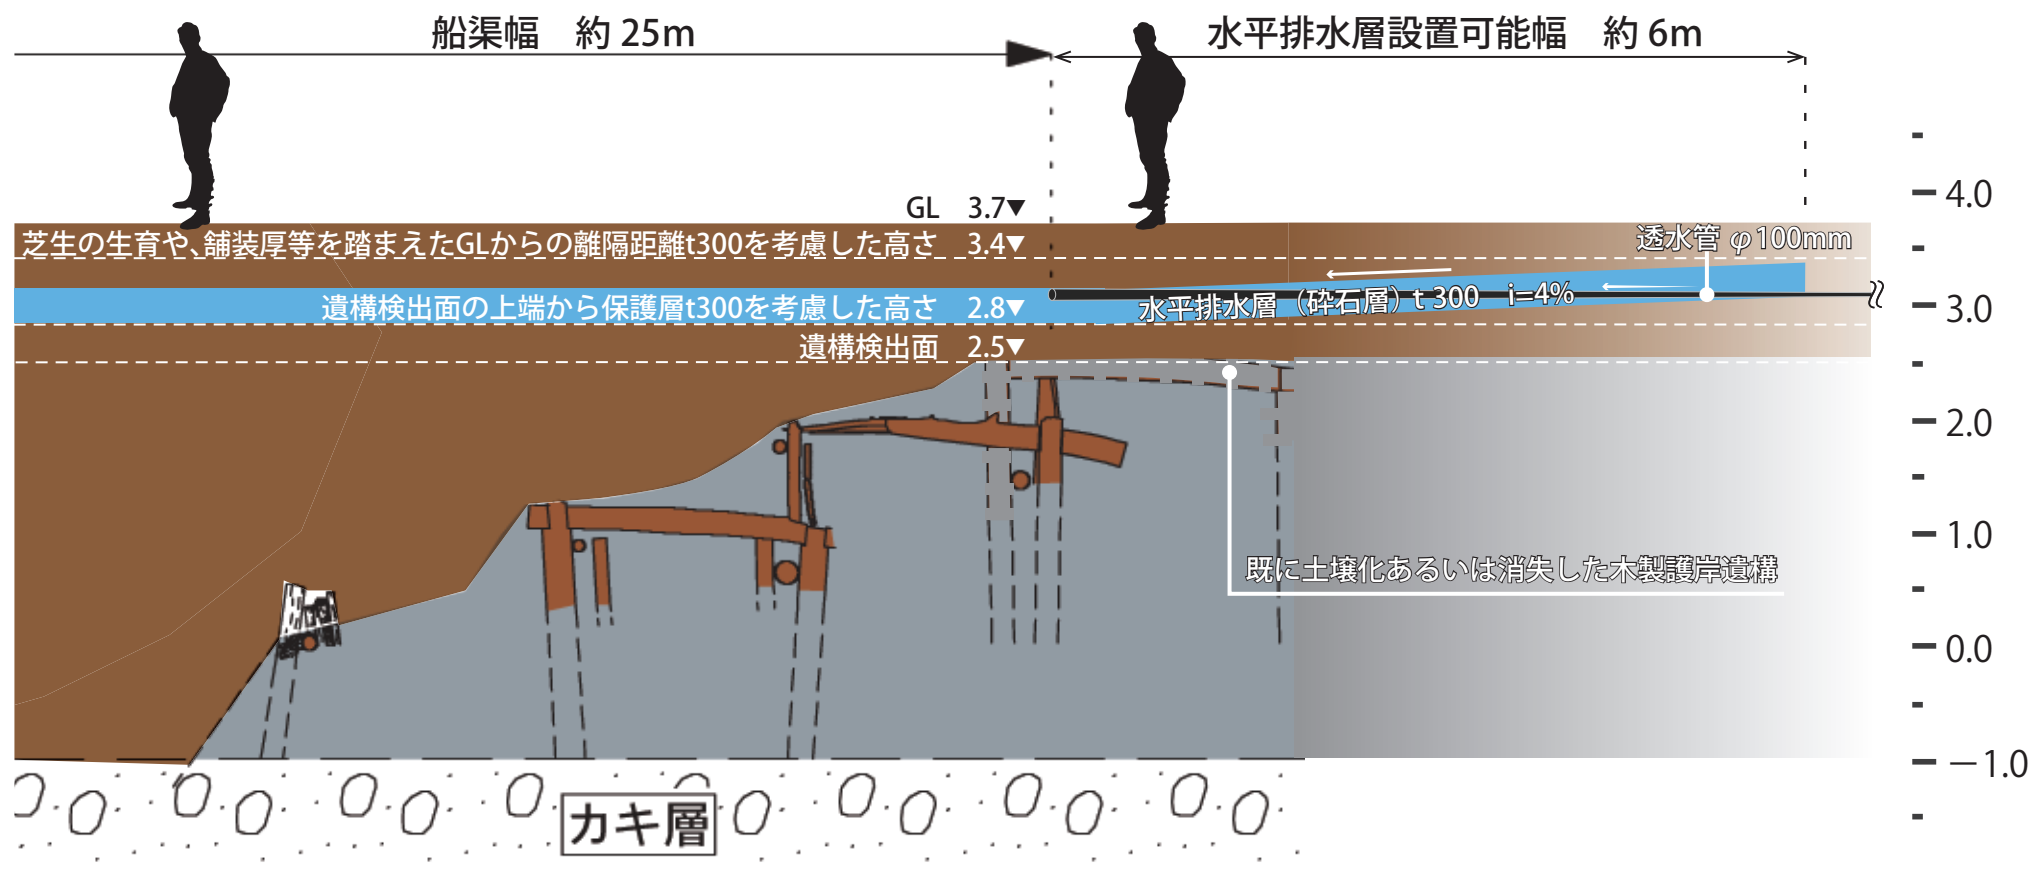 船渠幅 約 25m
水平排水層設置可能幅 約 6m
GL 3.7▼
芝生の生育や、舗装厚等を踏まえたGLからの離隔距離t300を考慮した高さ 3.4▼
透水管 φ100mm
遺構検出面の上端から保護層t300を考慮した高さ 2.8▼
水平排水層（砕石層）t 300 i=4%
遺構検出面 2.5▼
既に土壌化あるいは消失した木製護岸遺構
カキ層
4.0
3.0
2.0
1.0
0.0
−1.0